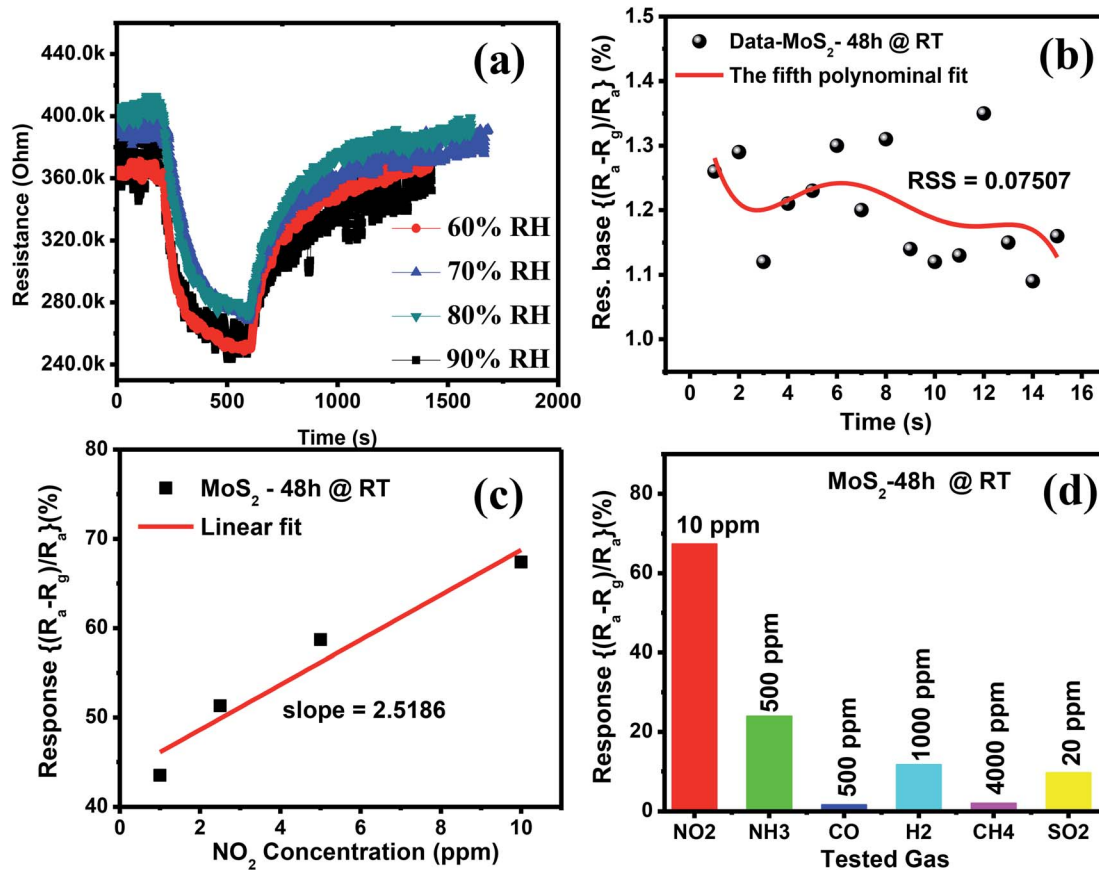 440.0k
400.0k
360.0k
320.0k
280.0k
240.0k
Resistance (Ohm)
(a)
60% RH
70% RH
80% RH
90% RH
0 500 1000 1500 2000
Time (s)
1.5
1.4
1.3
1.2
1.1
1.0
Res. base {(Rₐ-R_g)/Rₐ} (%)
Data-MoS₂- 48h @ RT
The fifth polynominal fit
(b)
RSS = 0.07507
0 2 4 6 8 10 12 14 16
Time (s)
80
70
60
50
40
Response {(Rₐ-R_g)/Rₐ}(%)
MoS₂ - 48h @ RT
Linear fit
(c)
slope = 2.5186
0 2 4 6 8 10
NO₂ Concentration (ppm)
80
60
40
20
0
Response {(Rₐ-R_g)/Rₐ}(%)
MoS₂-48h @ RT
(d)
10 ppm
500 ppm
500 ppm
1000 ppm
4000 ppm
20 ppm
NO2 NH3 CO H2 CH4 SO2
Tested Gas